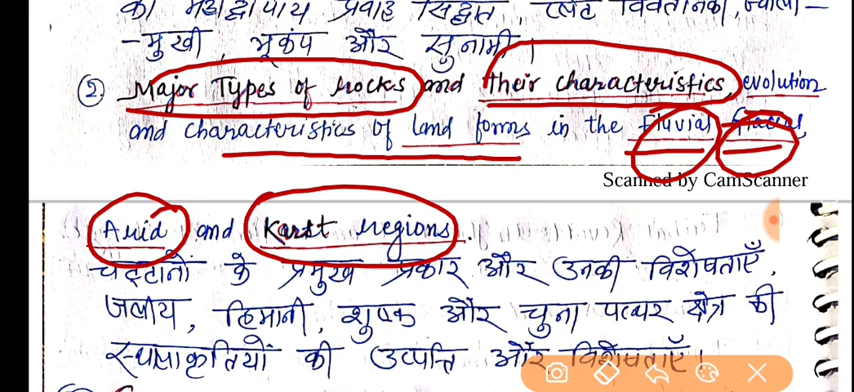 का महाद्वीपीय प्रवाह सिद्धांत, प्लेट विवर्तनिकी, ज्वाला-
-मुखी, भूकंप और सुनामी।
② Major Types of rocks and their characteristics, evolution
and characteristics of land forms in the Fluvial, Glacial,
Scanned by CamScanner
Arid and Karst regions.
चट्टानों के प्रमुख प्रकार और उनकी विशेषताएँ,
जलीय, हिमानी, शुष्क और चुना पत्थर क्षेत्र की
स्थलाकृतियों की उत्पत्ति और विशेषताएँ।